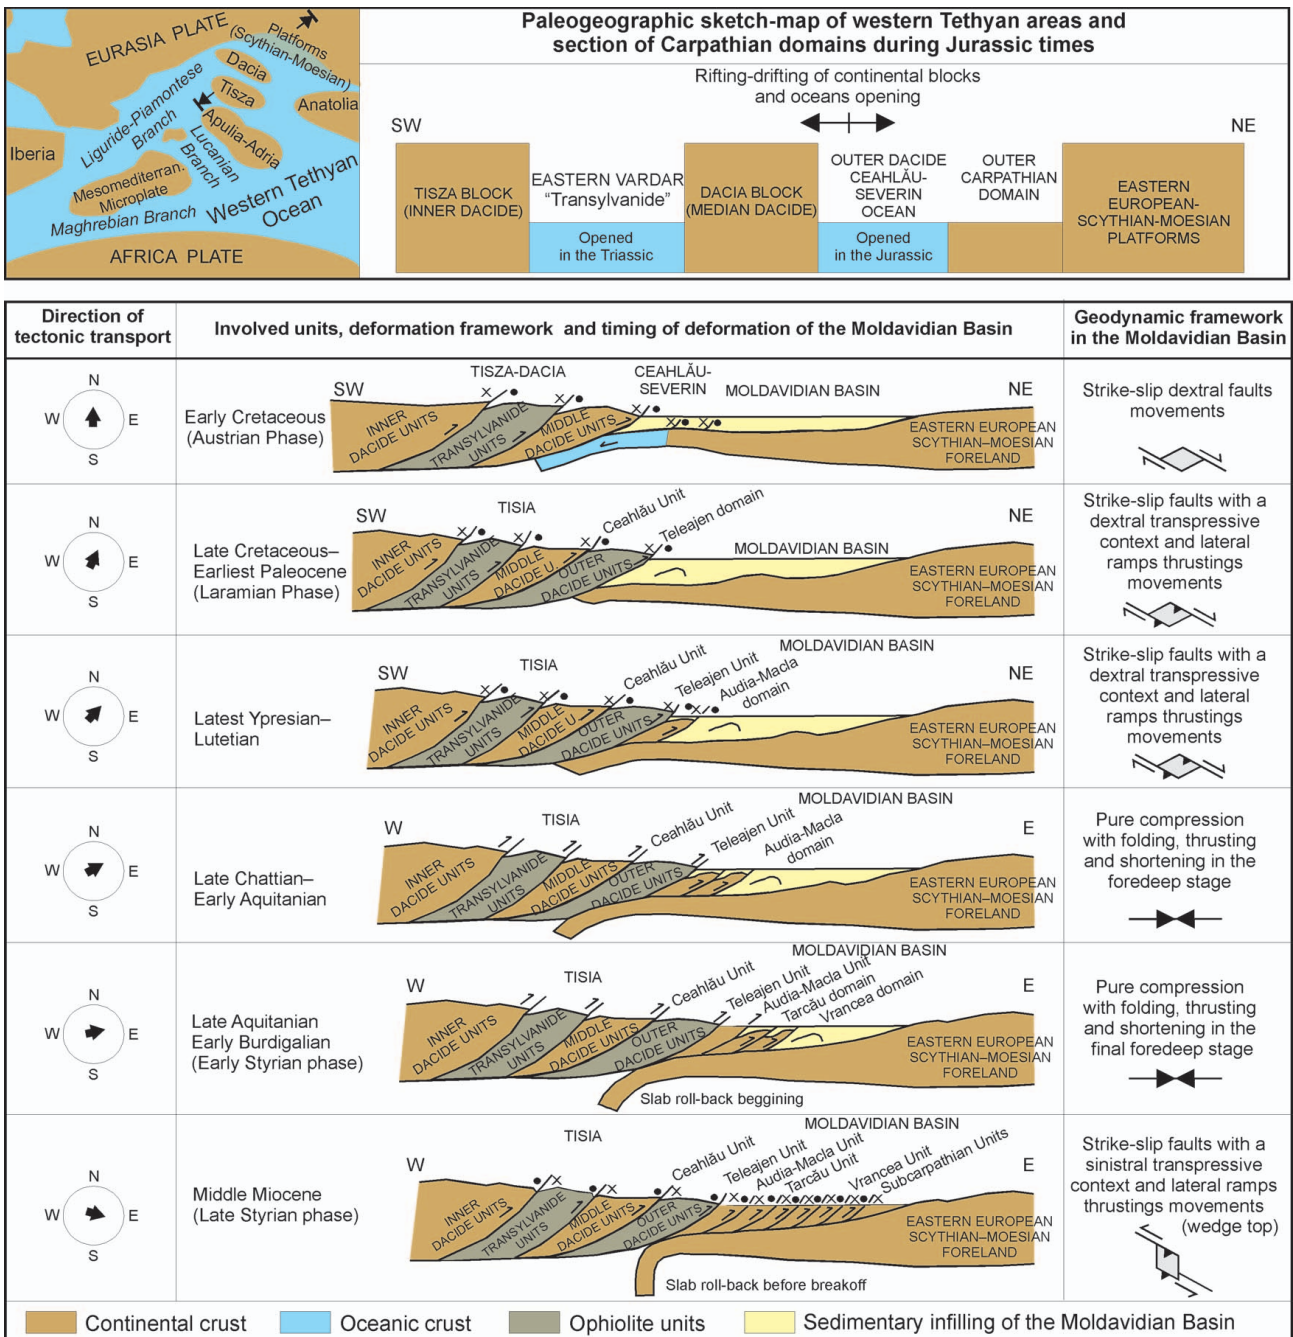 Paleogeographic sketch-map of western Tethyan areas and
section of Carpathian domains during Jurassic times
EURASIA PLATE
Platforms
(Scythian-Moesian)
Dacia
Tisza
Anatolia
Apulia-Adria
Liguride-Piamontese
Branch
Lucanian
Branch
Iberia
Mesomediterran.
Microplate
Maghrebian Branch
Western Tethyan
Ocean
AFRICA PLATE
Rifting-drifting of continental blocks
and oceans opening
SW
NE
TISZA BLOCK
(INNER DACIDE)
EASTERN VARDAR
“Transylvanide”
Opened
in the Triassic
DACIA BLOCK
(MEDIAN DACIDE)
OUTER DACIDE
CEAHLĂU-
SEVERIN
OCEAN
Opened
in the Jurassic
OUTER
CARPATHIAN
DOMAIN
EASTERN
EUROPEAN-
SCYTHIAN-MOESIAN
PLATFORMS
Direction of
tectonic transport
Involved units, deformation framework and timing of deformation of the Moldavidian Basin
Geodynamic framework
in the Moldavidian Basin
N
W E
S
Early Cretaceous
(Austrian Phase)
SW
TISZA-DACIA
CEAHLĂU-
SEVERIN
MOLDAVIDIAN BASIN
NE
INNER
DACIDE UNITS
TRANSYLVANIDE
UNITS
MIDDLE
DACIDE UNITS
EASTERN EUROPEAN
SCYTHIAN–MOESIAN
FORELAND
Strike-slip dextral faults
movements
N
W E
S
Late Cretaceous–
Earliest Paleocene
(Laramian Phase)
SW
TISIA
Ceahlău Unit
Teleajen domain
MOLDAVIDIAN BASIN
NE
INNER
DACIDE UNITS
TRANSYLVANIDE
UNITS
MIDDLE
DACIDE U.
OUTER
DACIDE UNITS
EASTERN EUROPEAN
SCYTHIAN–MOESIAN
FORELAND
Strike-slip faults with a
dextral transpressive
context and lateral
ramps thrustings
movements
N
W E
S
Latest Ypresian–
Lutetian
SW
TISIA
Ceahlău Unit
Teleajen Unit
Audia-Macla
domain
MOLDAVIDIAN BASIN
NE
INNER
DACIDE UNITS
TRANSYLVANIDE
UNITS
MIDDLE
DACIDE U.
OUTER
DACIDE UNITS
EASTERN EUROPEAN
SCYTHIAN–MOESIAN
FORELAND
Strike-slip faults with a
dextral transpressive
context and lateral
ramps thrustings
movements
N
W E
S
Late Chattian–
Early Aquitanian
W
TISIA
Ceahlău Unit
Teleajen Unit
Audia-Macla
domain
MOLDAVIDIAN BASIN
E
INNER
DACIDE UNITS
TRANSYLVANIDE
UNITS
MIDDLE
DACIDE UNITS
OUTER
DACIDE UNITS
EASTERN EUROPEAN
SCYTHIAN–MOESIAN
FORELAND
Pure compression
with folding, thrusting
and shortening in the
foredeep stage
N
W E
S
Late Aquitanian
Early Burdigalian
(Early Styrian phase)
W
TISIA
Ceahlău Unit
Teleajen Unit
Audia-Macla Unit
Tarcău domain
Vrancea domain
MOLDAVIDIAN BASIN
E
INNER
DACIDE UNITS
TRANSYLVANIDE
UNITS
MIDDLE
DACIDE UNITS
OUTER
DACIDE UNITS
EASTERN EUROPEAN
SCYTHIAN–MOESIAN
FORELAND
Slab roll-back beggining
Pure compression
with folding, thrusting
and shortening in the
final foredeep stage
N
W E
S
Middle Miocene
(Late Styrian phase)
W
TISIA
Ceahlău Unit
Teleajen Unit
Audia-Macla Unit
Tarcău Unit
Vrancea Unit
Subcarpathian Units
MOLDAVIDIAN BASIN
E
INNER
DACIDE UNITS
TRANSYLVANIDE
UNITS
MIDDLE
DACIDE UNITS
OUTER
DACIDE UNITS
EASTERN EUROPEAN
SCYTHIAN–MOESIAN
FORELAND
Slab roll-back before breakoff
Strike-slip faults with a
sinistral transpressive
context and lateral ramps
thrustings movements
(wedge top)
Continental crust
Oceanic crust
Ophiolite units
Sedimentary infilling of the Moldavidian Basin